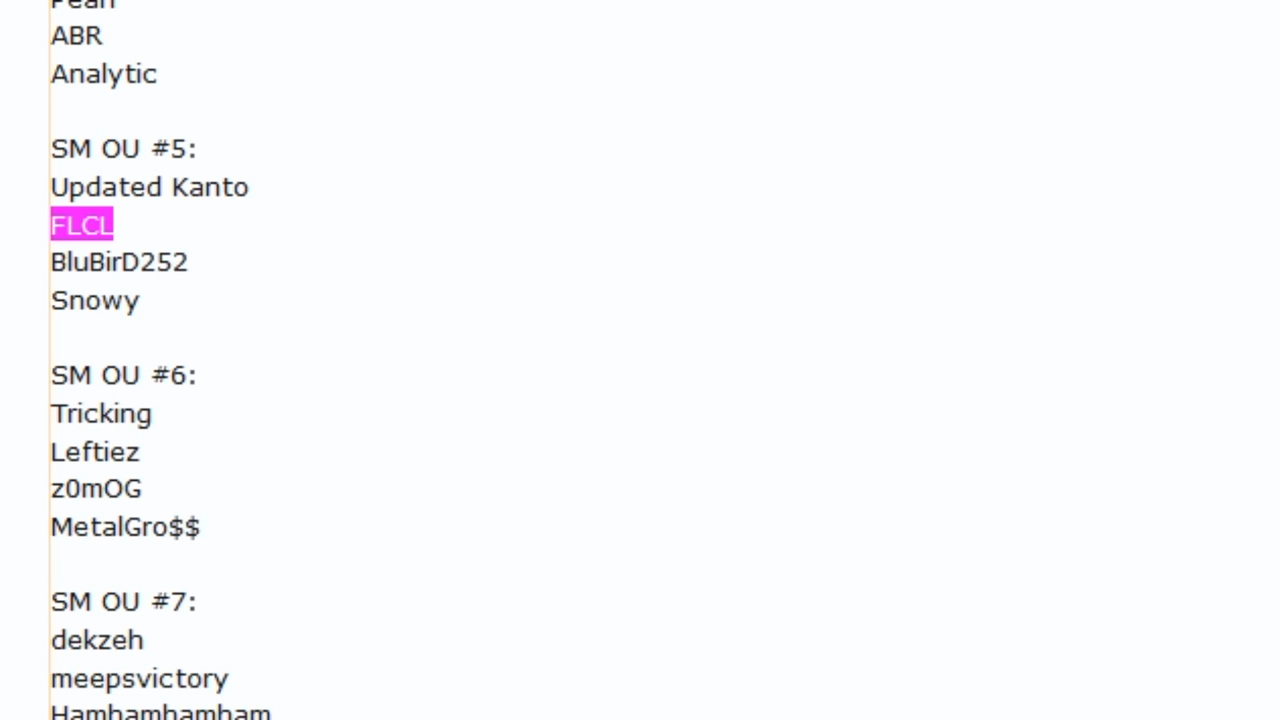 Pearl
ABR
Analytic
SM OU #5:
Updated Kanto
FLCL
BluBirD252
Snowy
SM OU #6:
Tricking
Leftiez
z0mOG
MetalGro$$
SM OU #7:
dekzeh
meepsvictory
Hamhamhamham